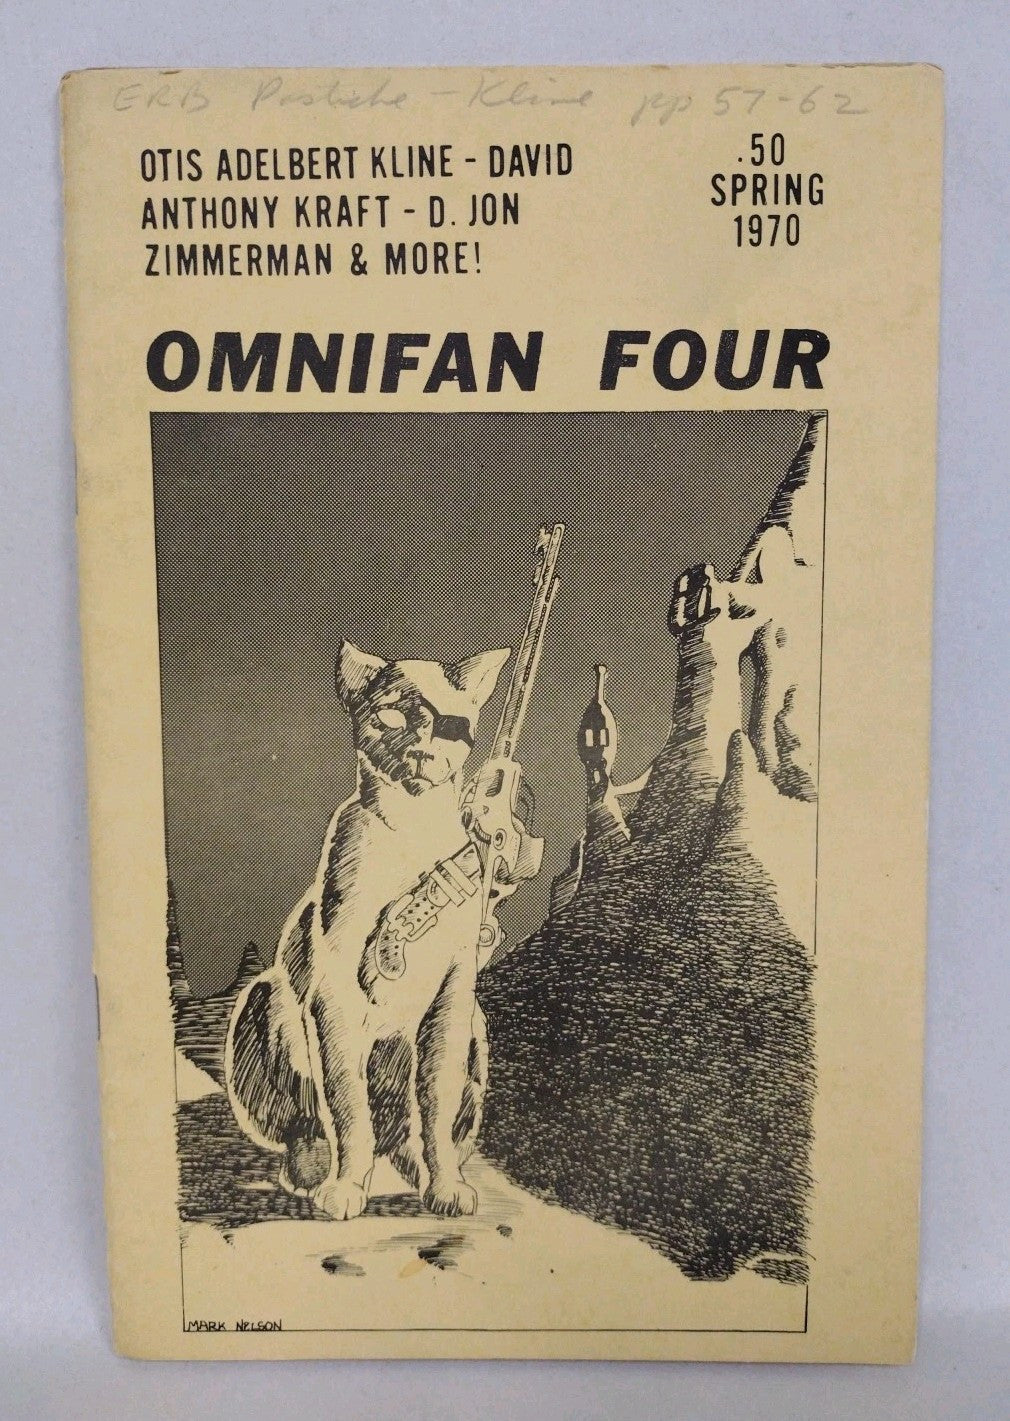 ERB Pastiche - Kline pp 57-62
OTIS ADELBERT KLINE - DAVID
ANTHONY KRAFT - D. JON
ZIMMERMAN & MORE!
.50
SPRING
1970
OMNIFAN FOUR
MARK NELSON